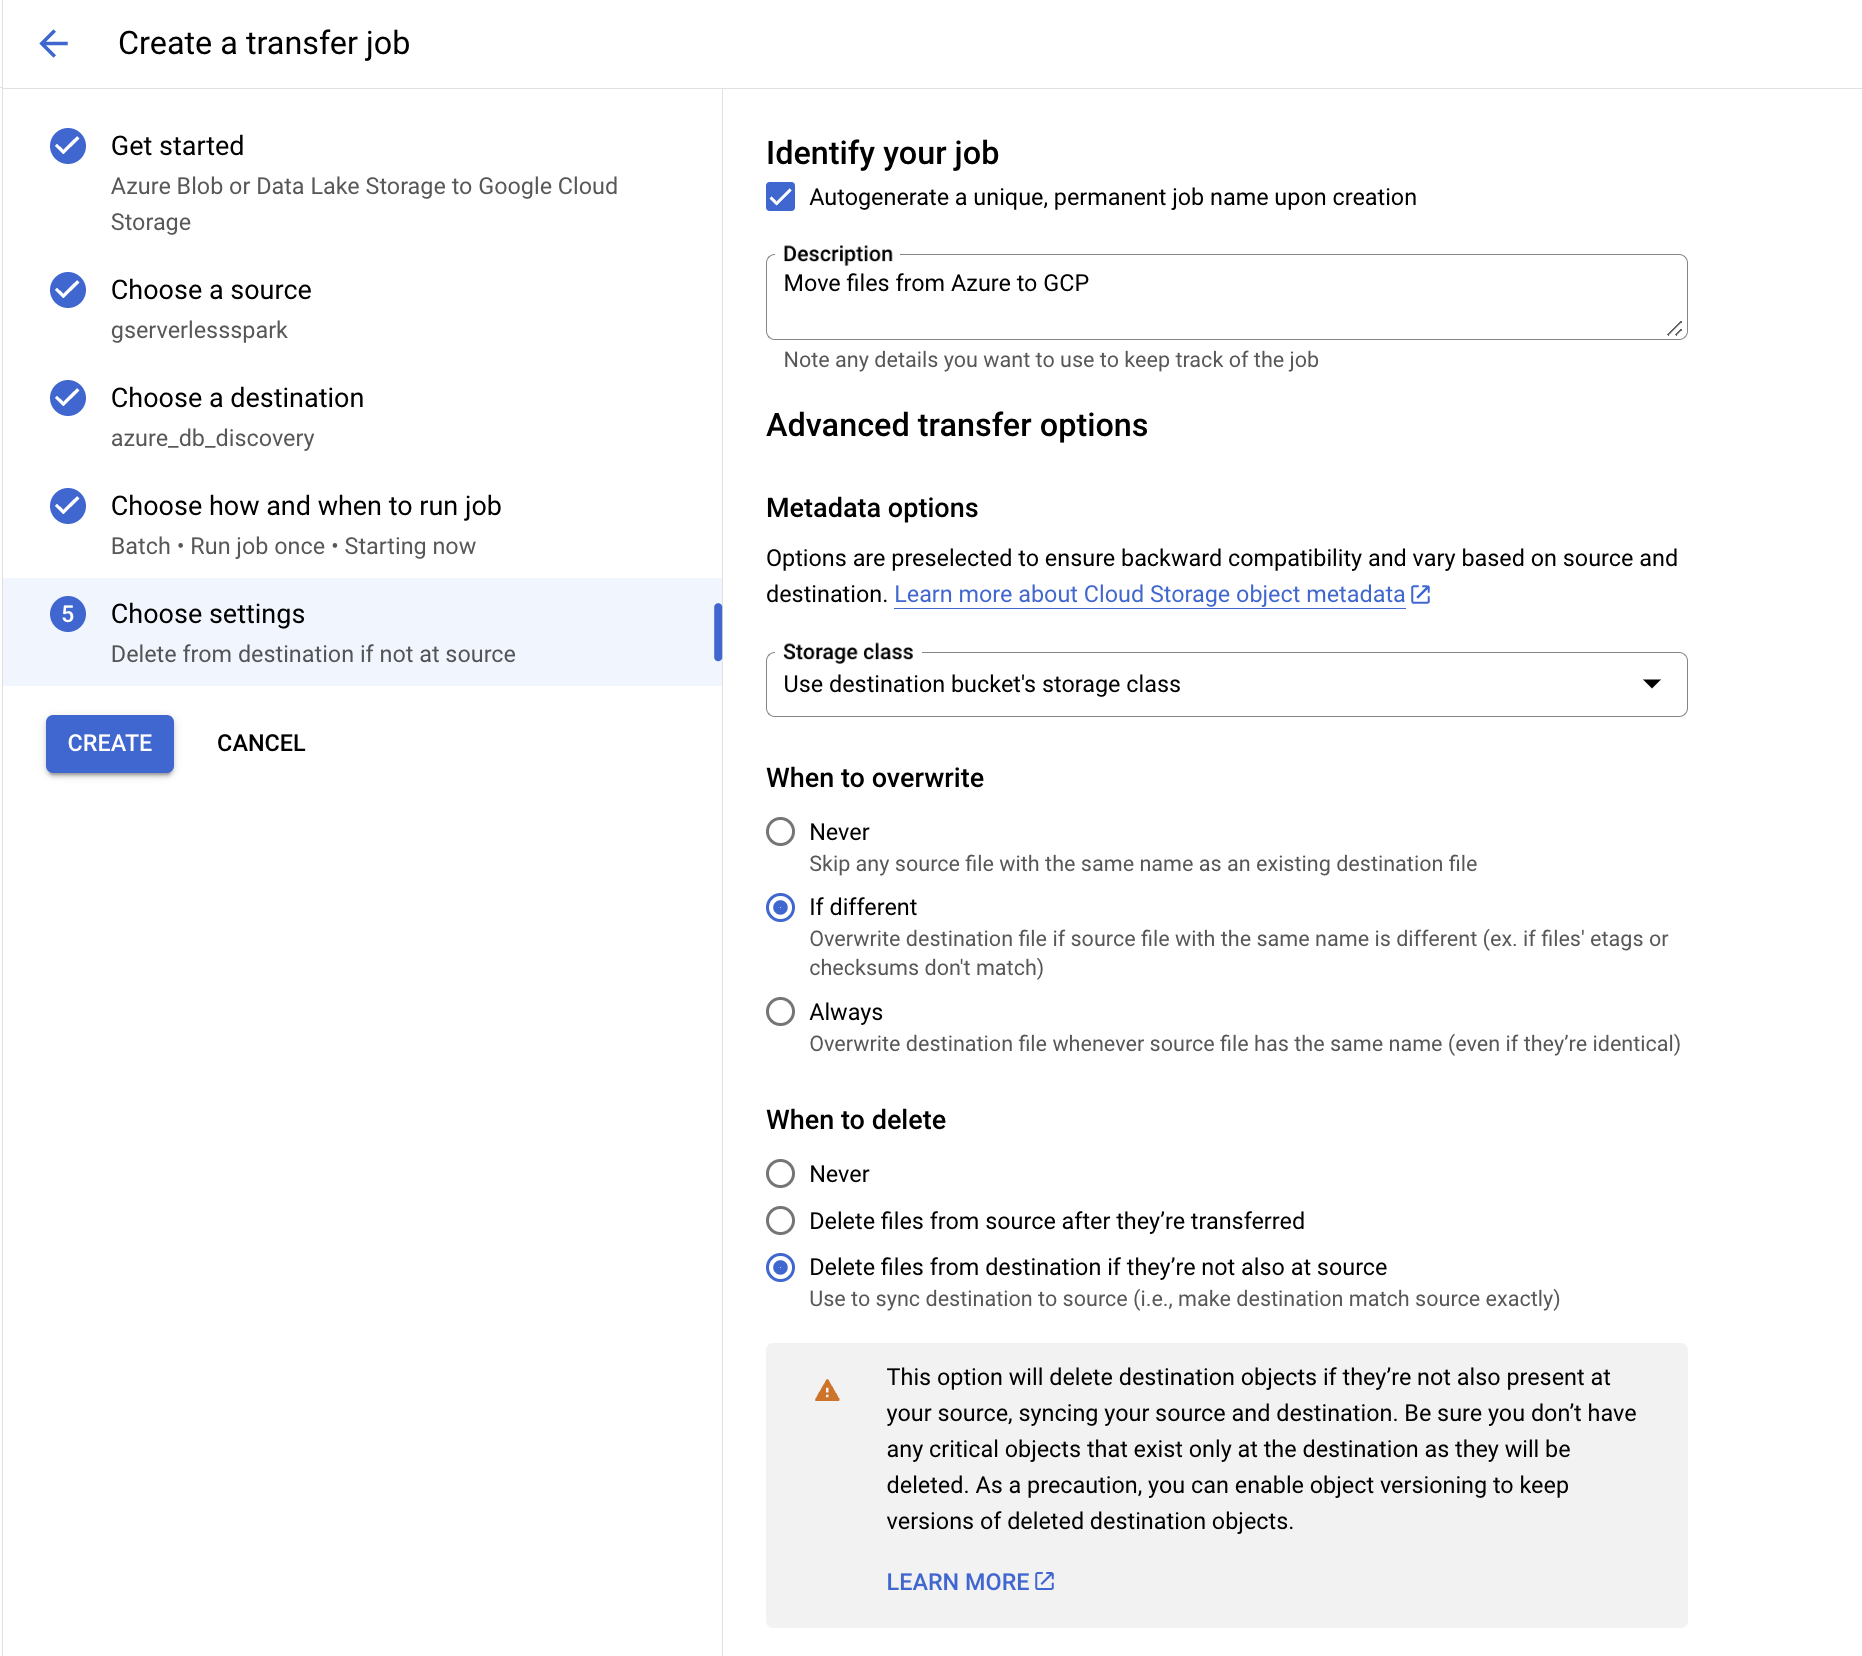 Create a transfer job
Get started
Azure Blob or Data Lake Storage to Google Cloud
Storage
Choose a source
gserverlessspark
Choose a destination
azure_db_discovery
Choose how and when to run job
Batch • Run job once • Starting now
5
Choose settings
Delete from destination if not at source
CREATE
CANCEL
Identify your job
Autogenerate a unique, permanent job name upon creation
Description
Move files from Azure to GCP
Note any details you want to use to keep track of the job
Advanced transfer options
Metadata options
Options are preselected to ensure backward compatibility and vary based on source and
destination. Learn more about Cloud Storage object metadata
Storage class
Use destination bucket's storage class
When to overwrite
Never
Skip any source file with the same name as an existing destination file
If different
Overwrite destination file if source file with the same name is different (ex. if files' etags or
checksums don't match)
Always
Overwrite destination file whenever source file has the same name (even if they’re identical)
When to delete
Never
Delete files from source after they’re transferred
Delete files from destination if they’re not also at source
Use to sync destination to source (i.e., make destination match source exactly)
This option will delete destination objects if they’re not also present at
your source, syncing your source and destination. Be sure you don’t have
any critical objects that exist only at the destination as they will be
deleted. As a precaution, you can enable object versioning to keep
versions of deleted destination objects.
LEARN MORE